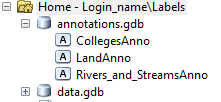 Home - Login_name\Labels
annotations.gdb
A CollegesAnno
A LandAnno
A Rivers_and_StreamsAnno
data.gdb